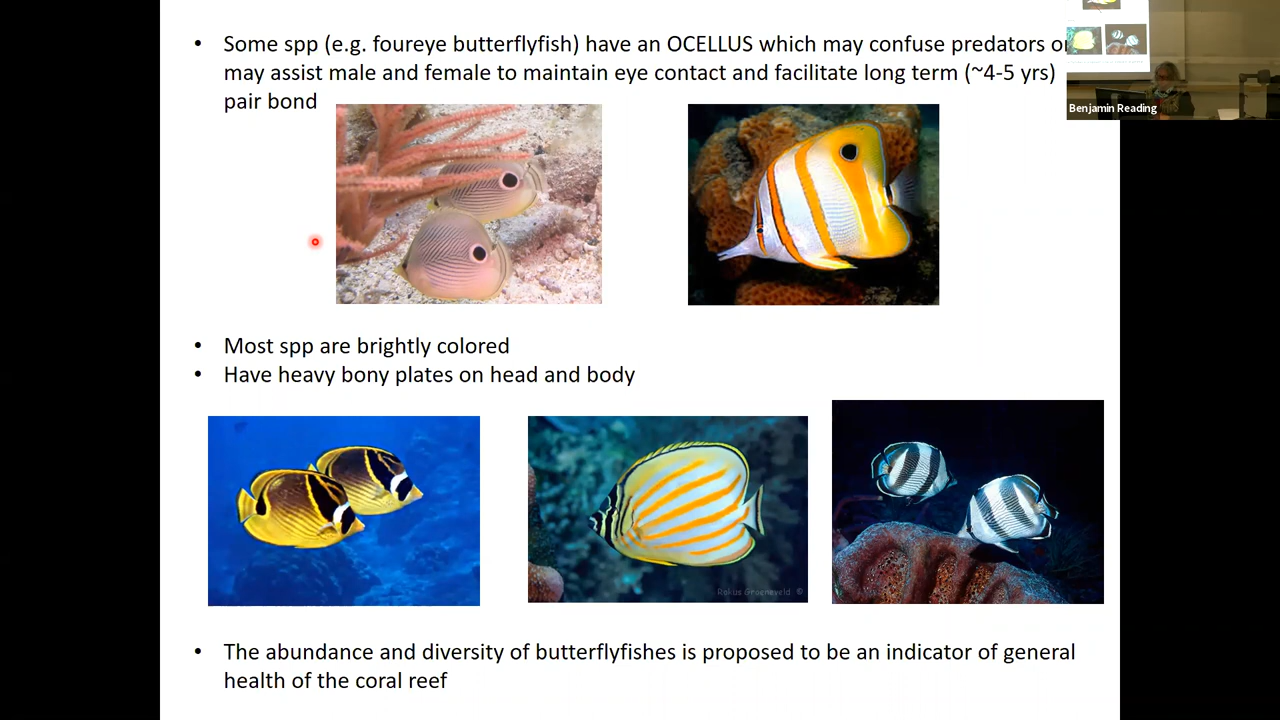 • Some spp (e.g. foureye butterflyfish) have an OCELLUS which may confuse predators or
may assist male and female to maintain eye contact and facilitate long term (~4-5 yrs)
pair bond
Benjamin Reading
• Most spp are brightly colored
• Have heavy bony plates on head and body
Rokus Groeneveld ©
• The abundance and diversity of butterflyfishes is proposed to be an indicator of general
health of the coral reef